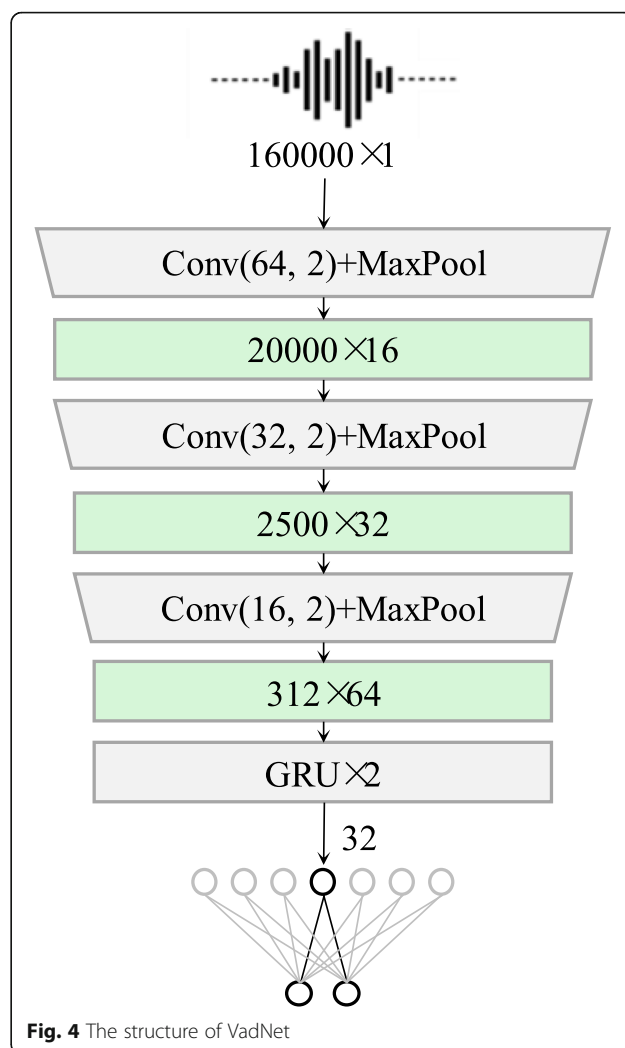 160000×1
Conv(64, 2)+MaxPool
20000×16
Conv(32, 2)+MaxPool
2500×32
Conv(16, 2)+MaxPool
312×64
GRU×2
32
Fig. 4 The structure of VadNet